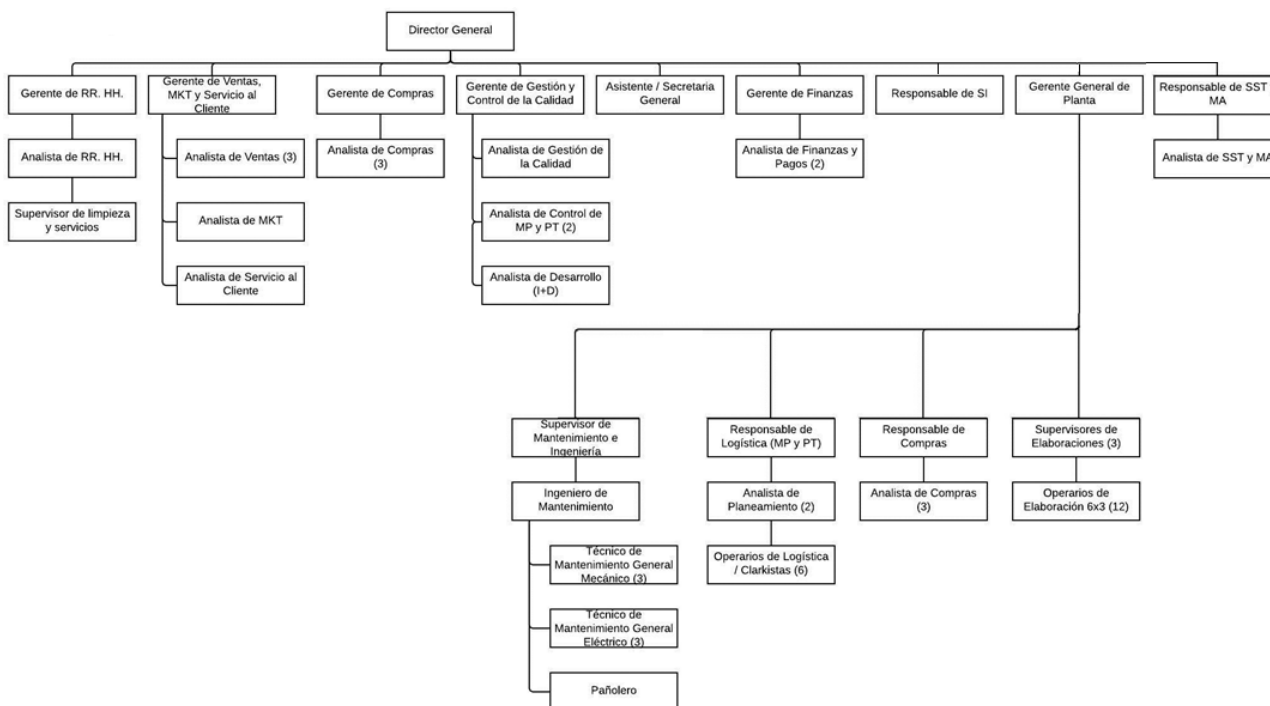 Director General
Gerente de RR. HH.
Gerente de Ventas,
MKT y Servicio al
Cliente
Gerente de Compras
Gerente de Gestión y
Control de la Calidad
Asistente / Secretaria
General
Gerente de Finanzas
Responsable de SI
Gerente General de
Planta
Responsable de SST
MA
Analista de RR. HH.
Analista de Ventas (3)
Analista de Compras
(3)
Analista de Gestión de
la Calidad
Analista de Finanzas y
Pagos (2)
Analista de SST y MA
Supervisor de limpieza
y servicios
Analista de MKT
Analista de Control de
MP y PT (2)
Analista de Servicio al
Cliente
Analista de Desarrollo
(I+D)
Supervisor de
Mantenimiento e
Ingeniería
Responsable de
Logística (MP y PT)
Responsable de
Compras
Supervisores de
Elaboraciones (3)
Ingeniero de
Mantenimiento
Analista de
Planeamiento (2)
Analista de Compras
(3)
Operarios de
Elaboración 6x3 (12)
Técnico de
Mantenimiento General
Mecánico (3)
Operarios de Logística
/ Clarkistas (6)
Técnico de
Mantenimiento General
Eléctrico (3)
Pañolero